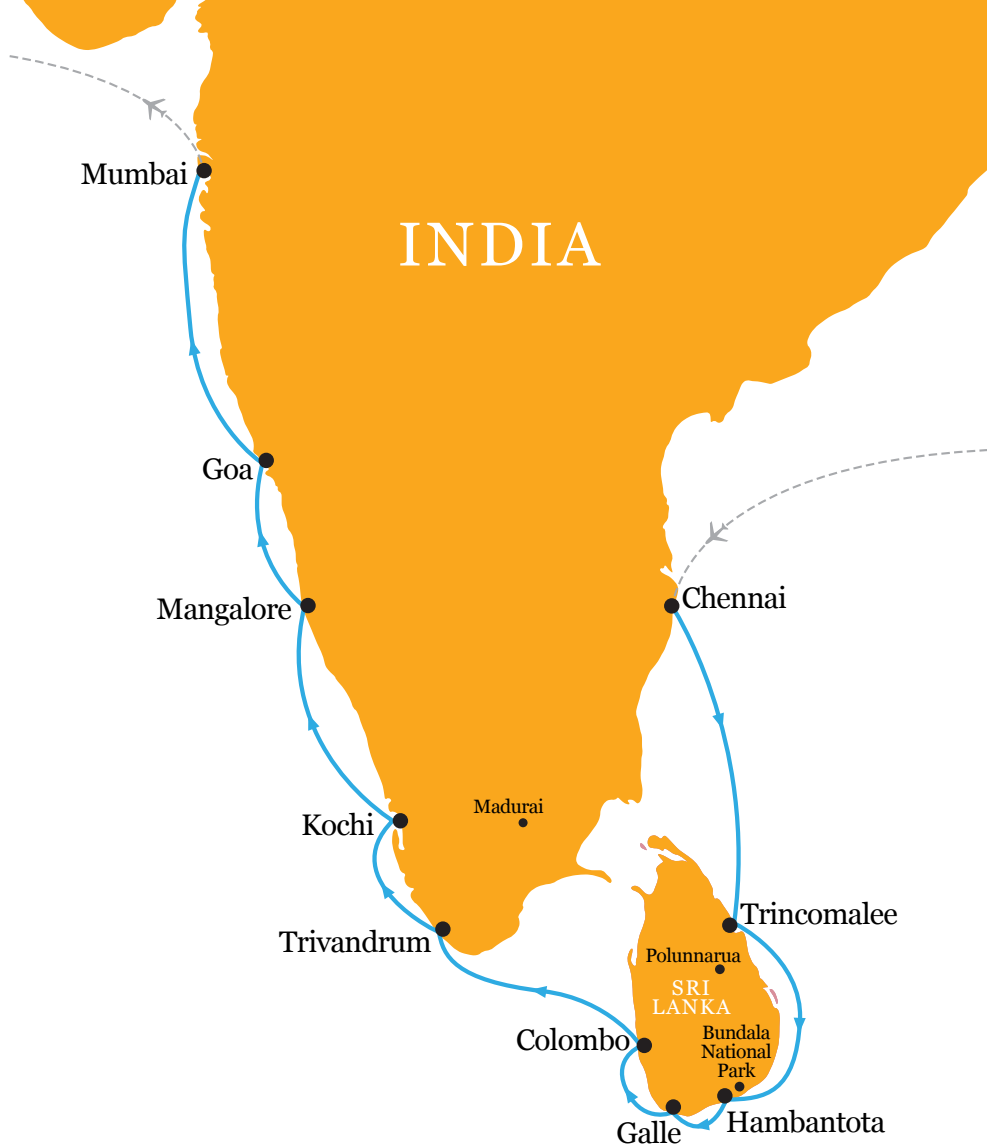 Mumbai
INDIA
Goa
Chennai
Mangalore
Madurai
Kochi
Trincomalee
Trivandrum
Polunnarua
SRI
LANKA
Colombo
Bundala
National
Park
Hambantota
Galle